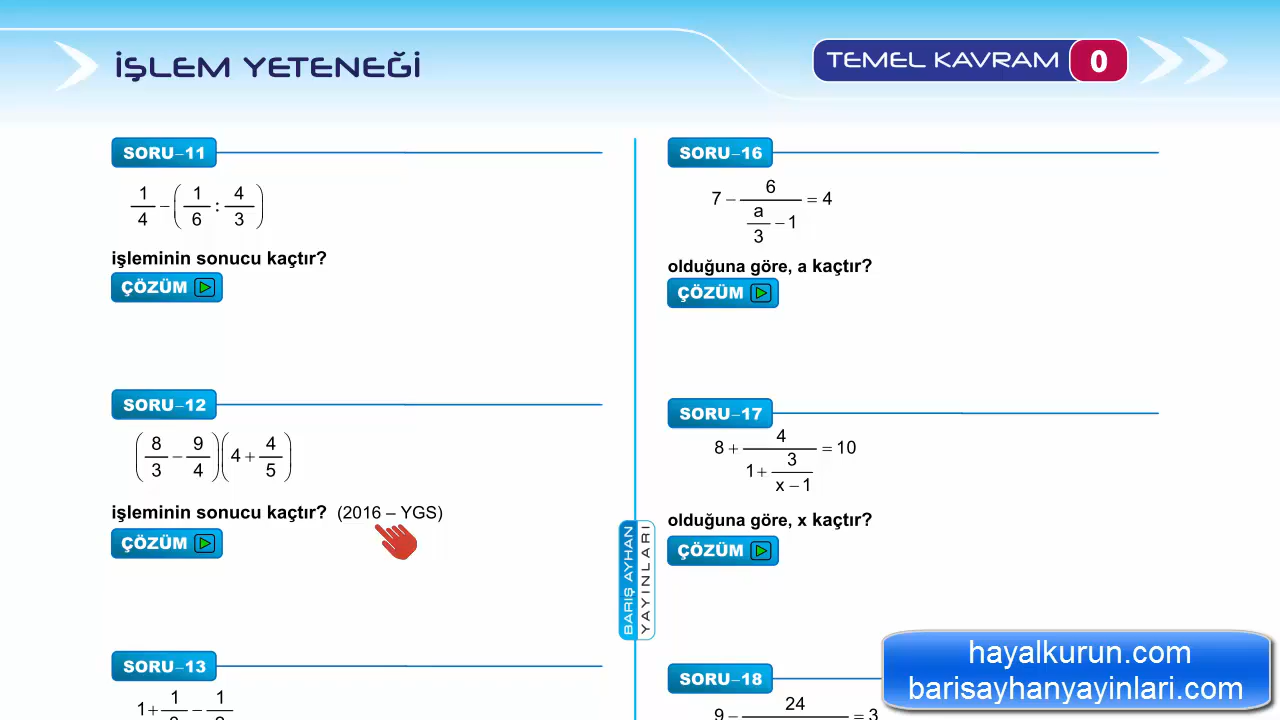 İŞLEM YETENEĞİ
TEMEL KAVRAM 0
SORU–11
1/4 – (1/6 : 4/3)
işleminin sonucu kaçtır?
ÇÖZÜM
SORU–12
(8/3 – 9/4)(4 + 4/5)
işleminin sonucu kaçtır? (2016 – YGS)
ÇÖZÜM
SORU–13
BARIŞ AYHAN
YAYINLARI
SORU–16
7 – 6/(a/3 – 1) = 4
olduğuna göre, a kaçtır?
ÇÖZÜM
SORU–17
8 + 4/(1 + 3/(x – 1)) = 10
olduğuna göre, x kaçtır?
ÇÖZÜM
SORU–18
hayalkurun.com
barisayhanyayinlari.com